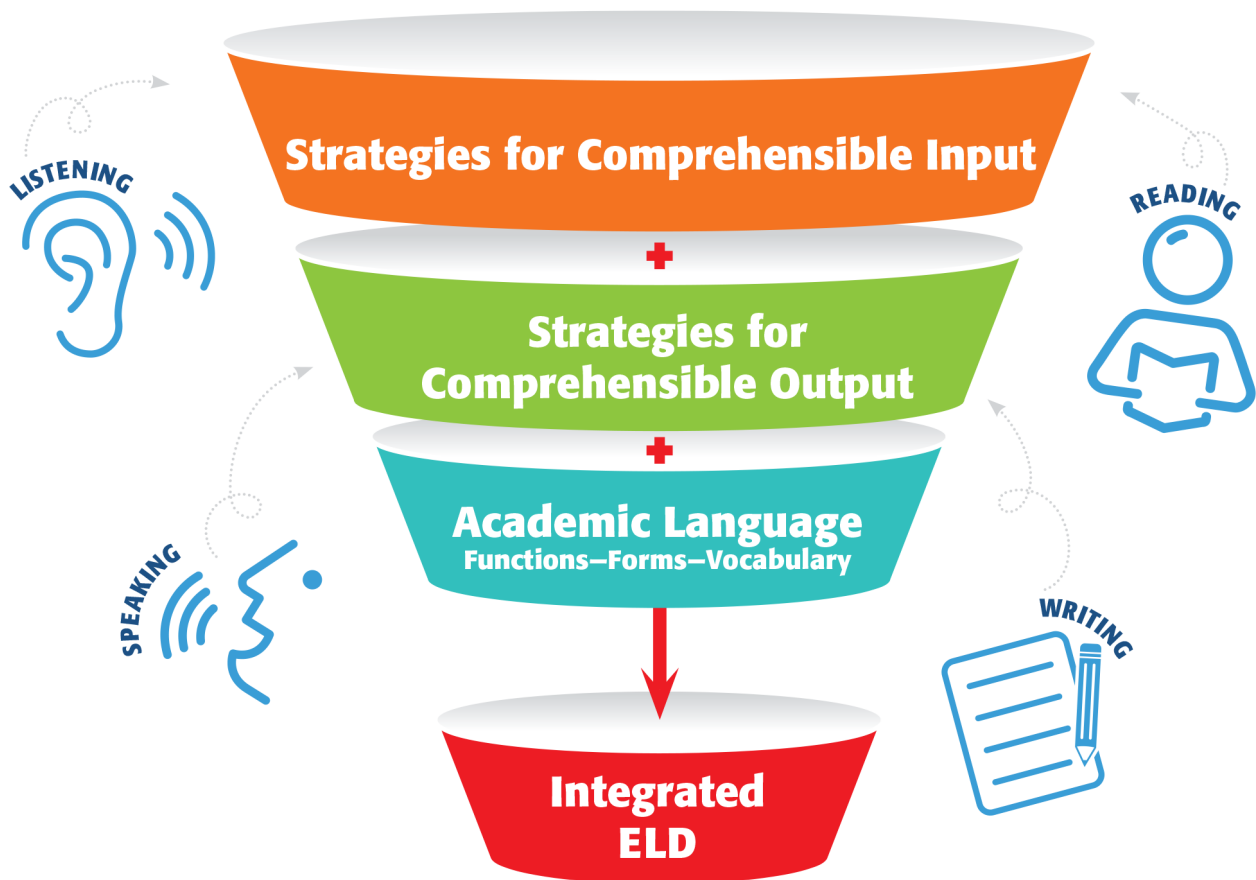 Strategies for Comprehensible Input
LISTENING
READING
Strategies for
Comprehensible Output
Academic Language
Functions–Forms–Vocabulary
SPEAKING
WRITING
Integrated
ELD